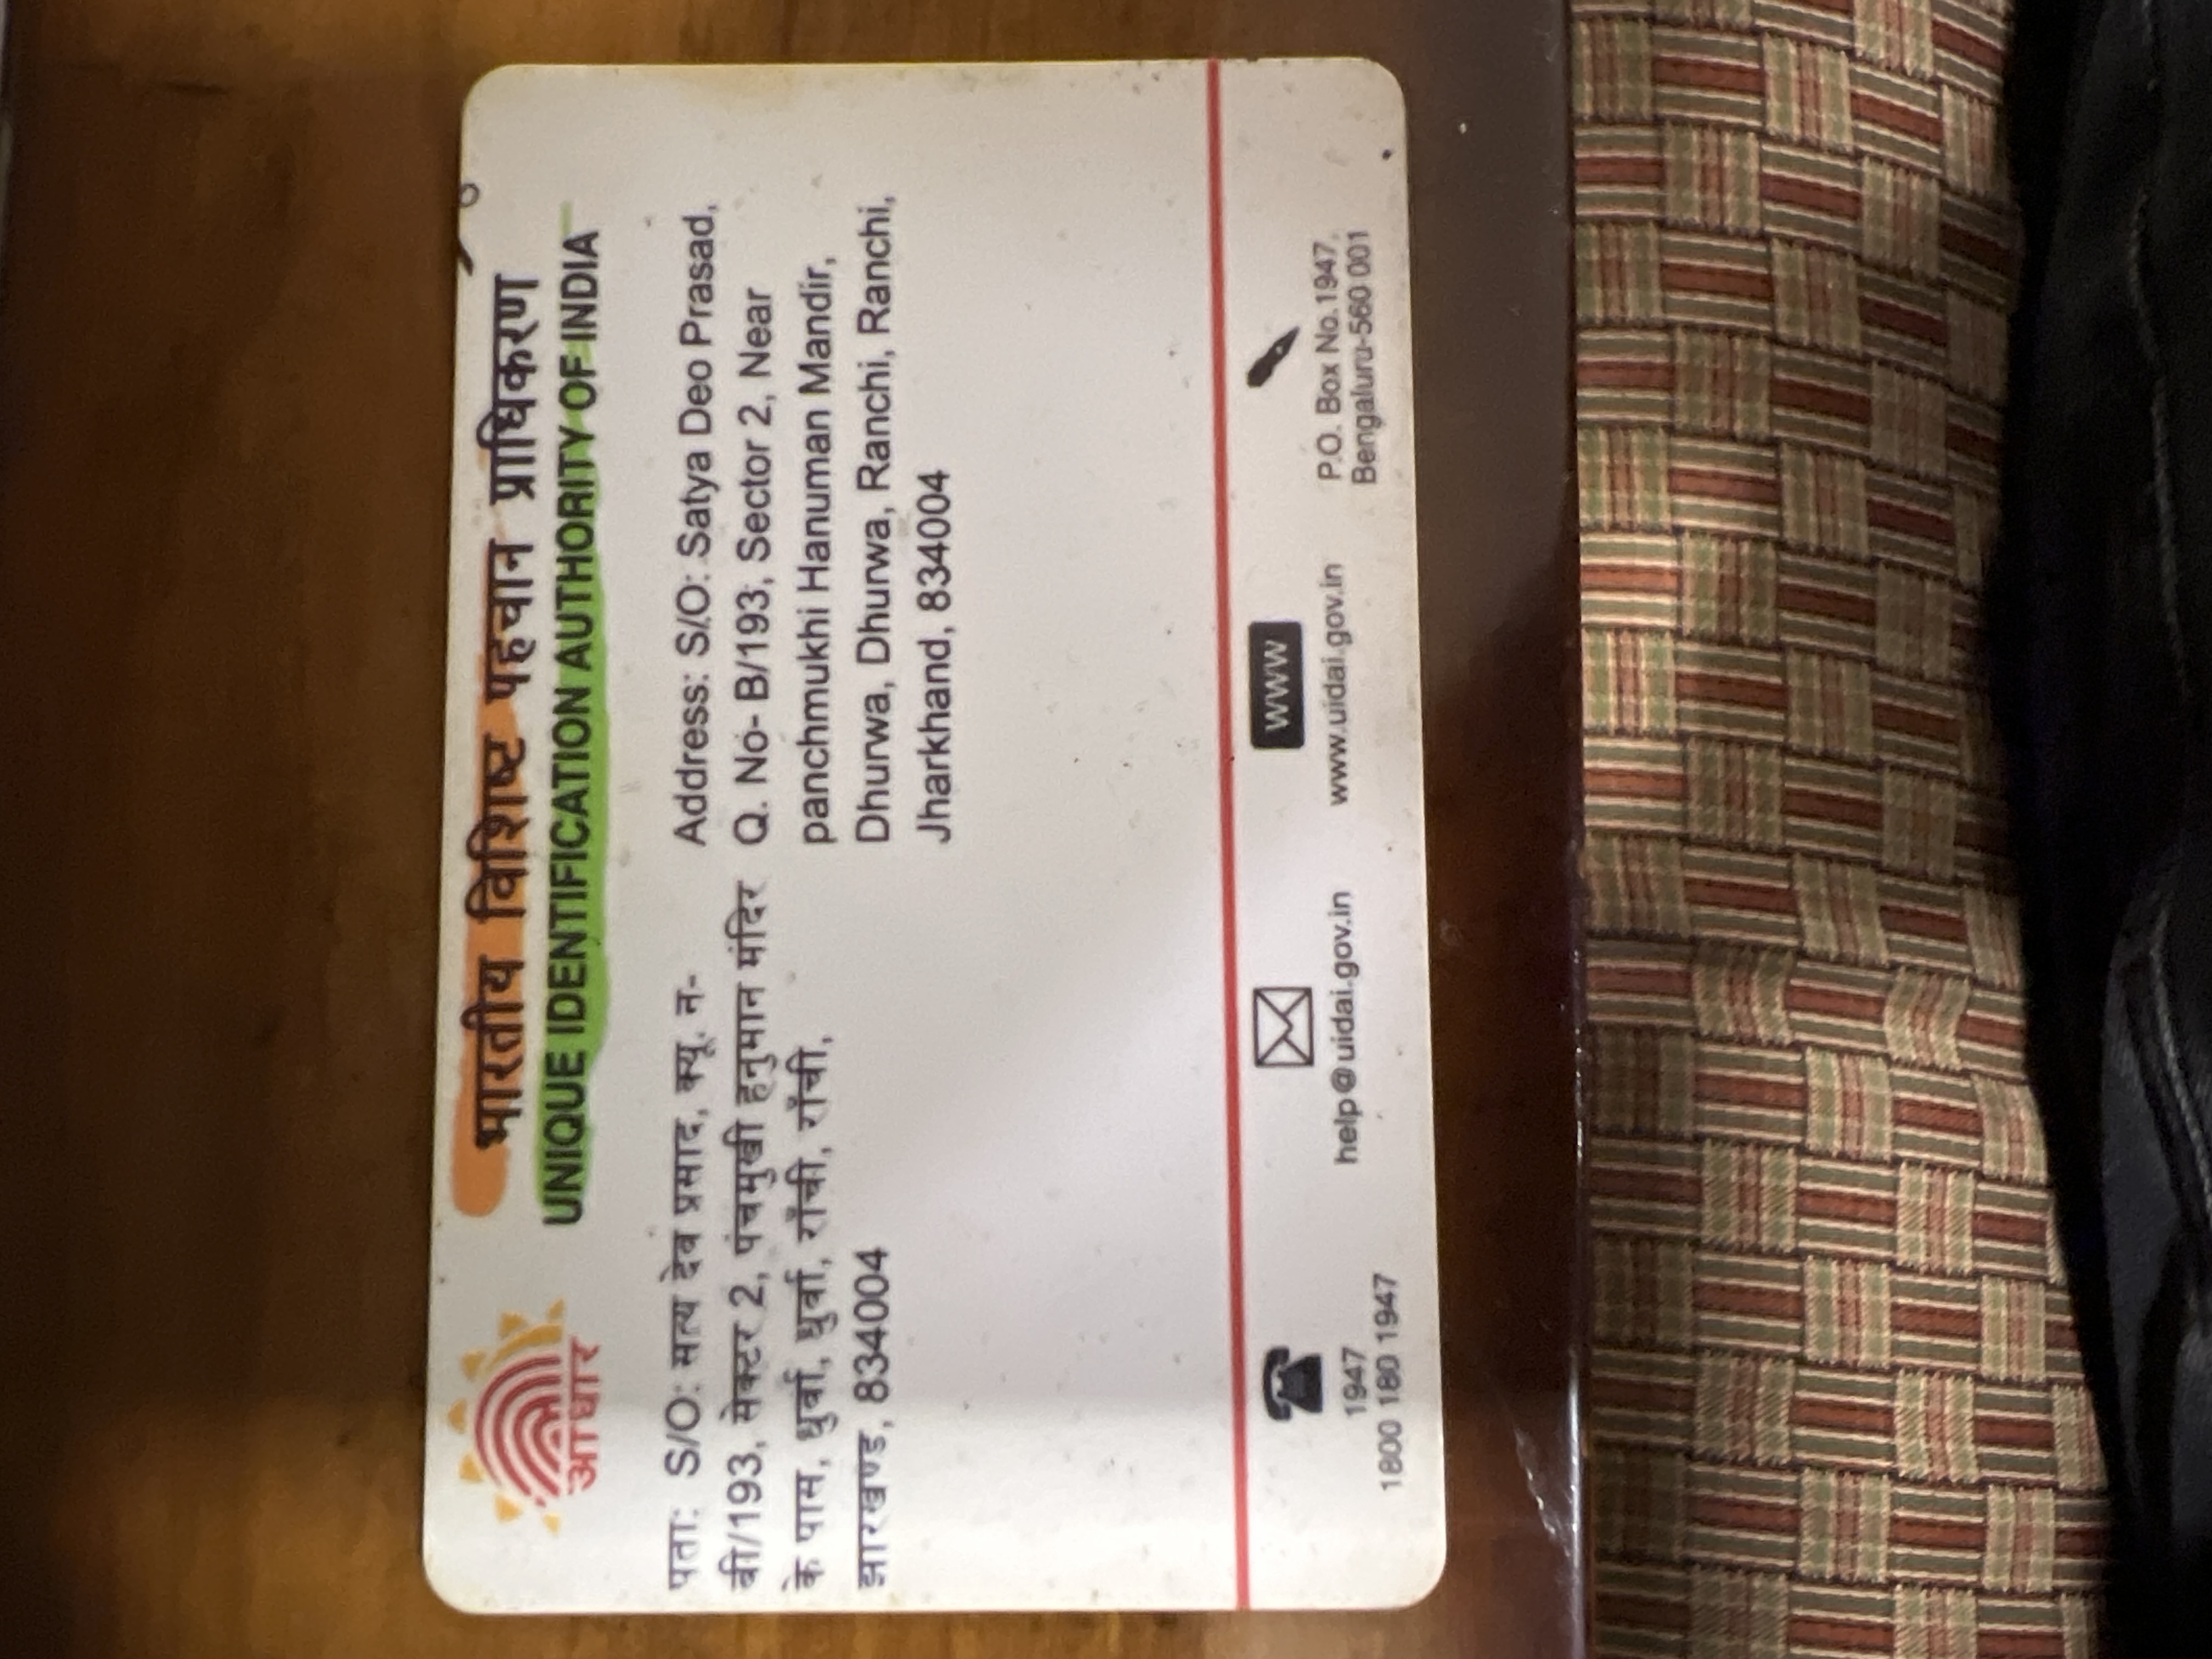 भारतीय विशिष्ट पहचान प्राधिकरण
UNIQUE IDENTIFICATION AUTHORITY OF INDIA
आधार
पता: S/O: सत्य देव प्रसाद, क्यू. न-
बी/193, सेक्टर 2, पंचमुखी हनुमान मंदिर
के पास, धुर्वा, धुर्वा, राँची, राँची,
झारखण्ड, 834004
Address: S/O: Satya Deo Prasad,
Q. No- B/193, Sector 2, Near
panchmukhi Hanuman Mandir,
Dhurwa, Dhurwa, Ranchi, Ranchi,
Jharkhand, 834004
1947
1800 180 1947
help@uidai.gov.in
WWW
www.uidai.gov.in
P.O. Box No.1947,
Bengaluru-560 001